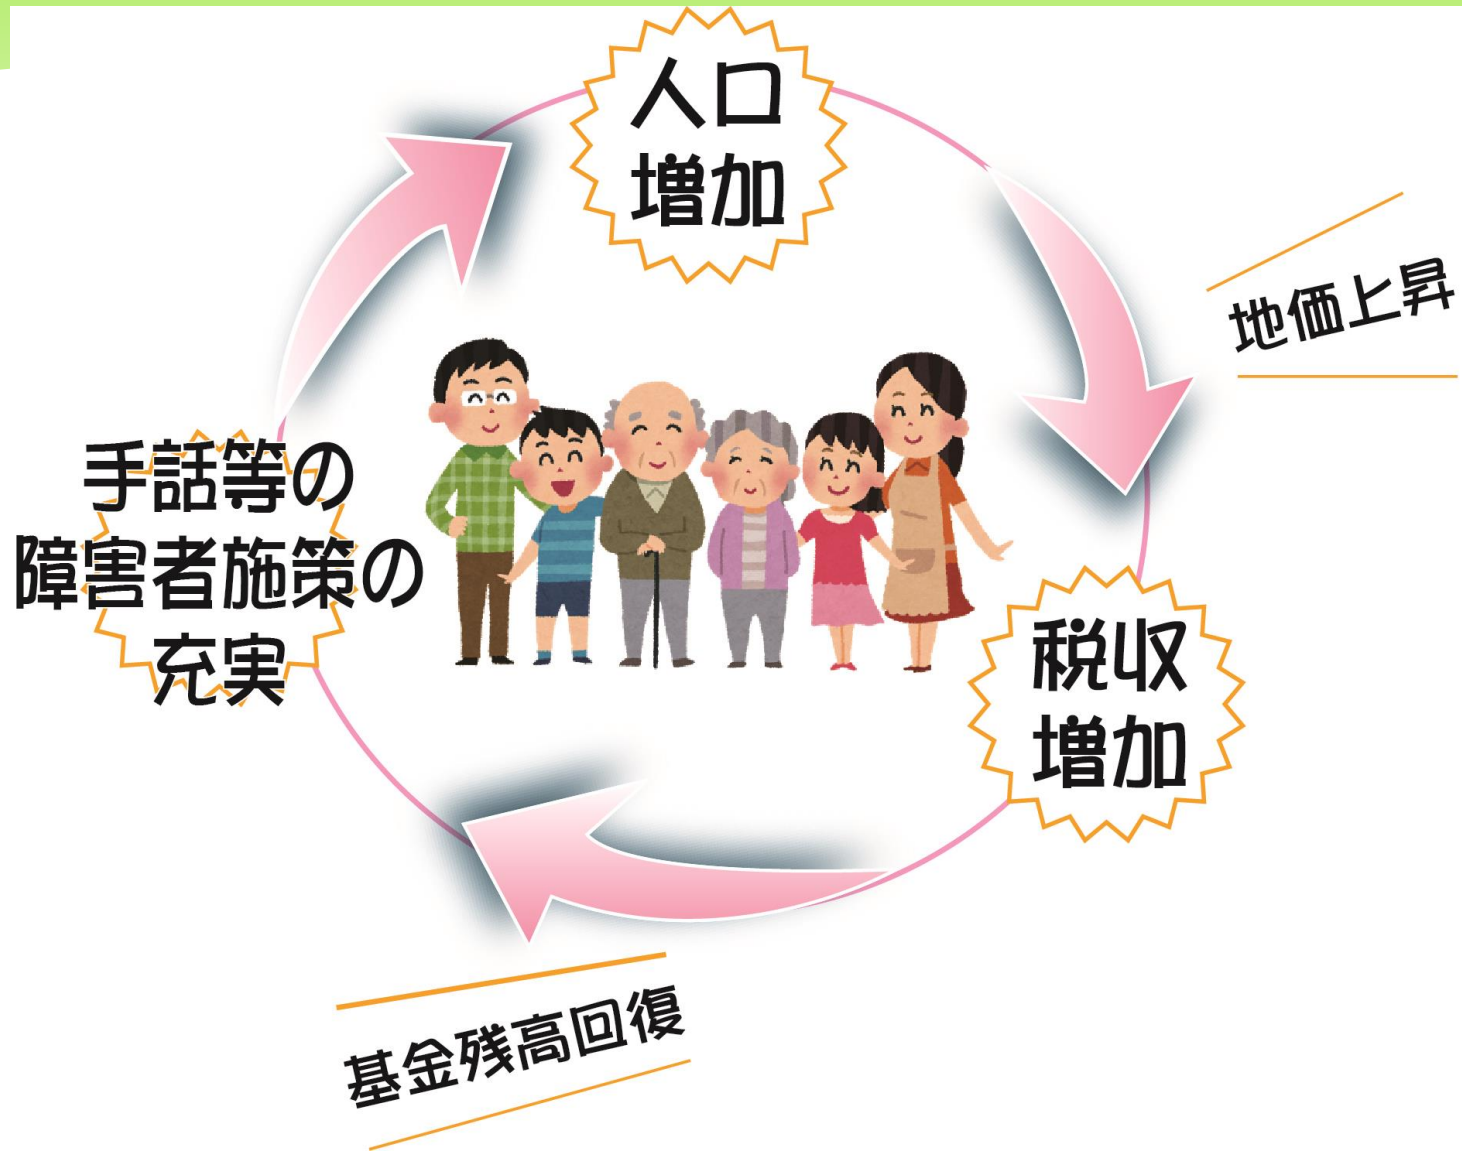 人口
増加
地価上昇
手話等の
障害者施策の
充実
税収
増加
基金残高回復